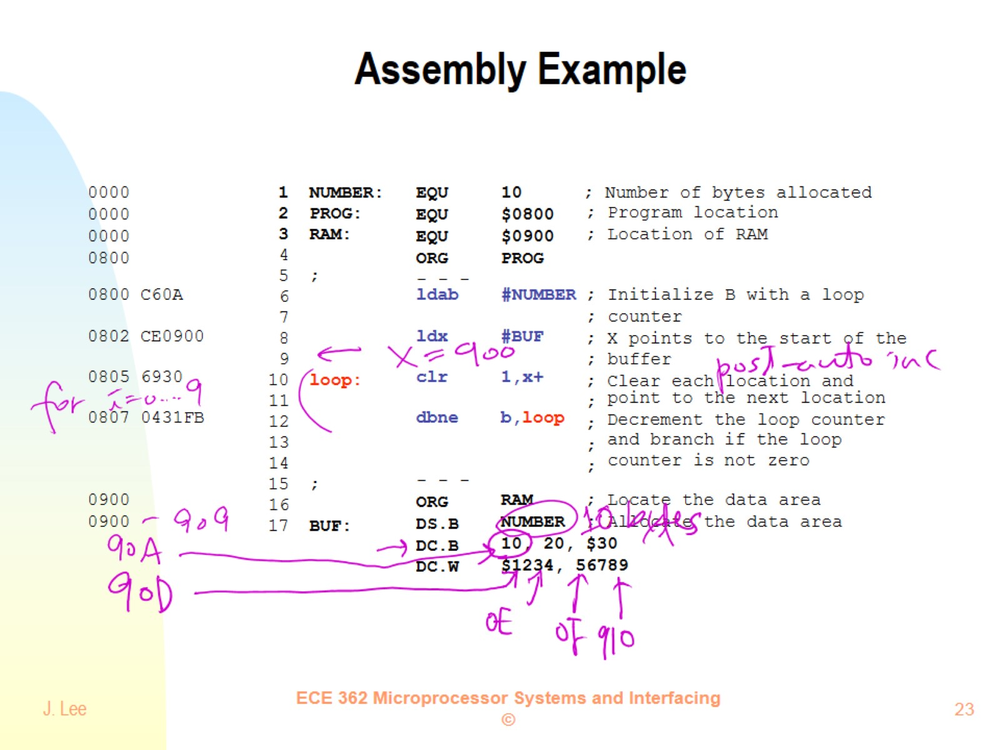 Assembly Example
0000 1 NUMBER: EQU 10 ; Number of bytes allocated
0000 2 PROG: EQU $0800 ; Program location
0000 3 RAM: EQU $0900 ; Location of RAM
0800 4 ORG PROG
5 ; - - -
0800 C60A 6 ldab #NUMBER ; Initialize B with a loop
7 ; counter
0802 CE0900 8 ldx #BUF ; X points to the start of the
9 ; buffer
← X = 900
post-auto inc
0805 6930 10 loop: clr 1,x+ ; Clear each location and
for i=0....9
11 ; point to the next location
0807 0431FB 12 dbne b,loop ; Decrement the loop counter
13 ; and branch if the loop
14 ; counter is not zero
15 ; - - -
0900 16 ORG RAM ; Locate the data area
0900 - 909 17 BUF: DS.B NUMBER ; Allocate the data area
10 bytes
90A → DC.B 10, 20, $30
DC.W $1234, 56789
90D
0E 0F 910
J. Lee
ECE 362 Microprocessor Systems and Interfacing
©
23